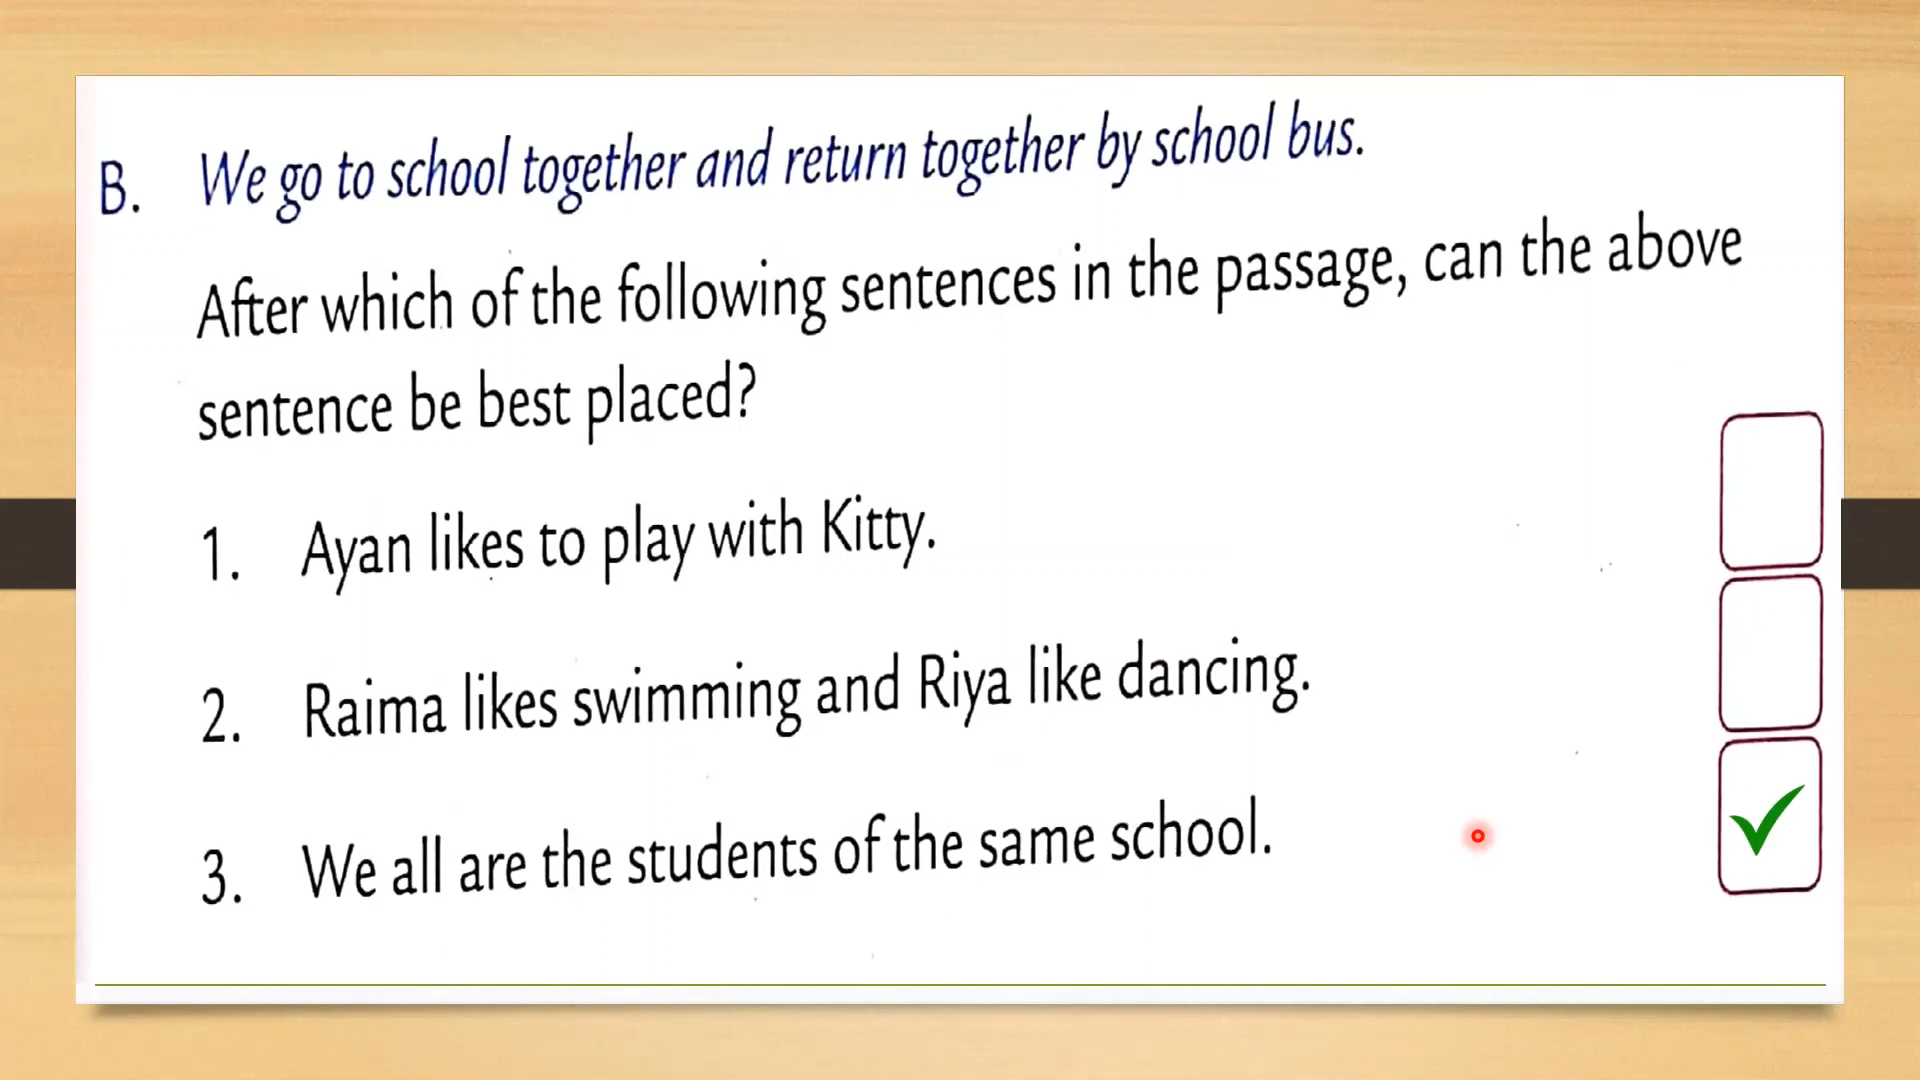 B. We go to school together and return together by school bus.
After which of the following sentences in the passage, can the above
sentence be best placed?
1. Ayan likes to play with Kitty.
2. Raima likes swimming and Riya like dancing.
3. We all are the students of the same school.